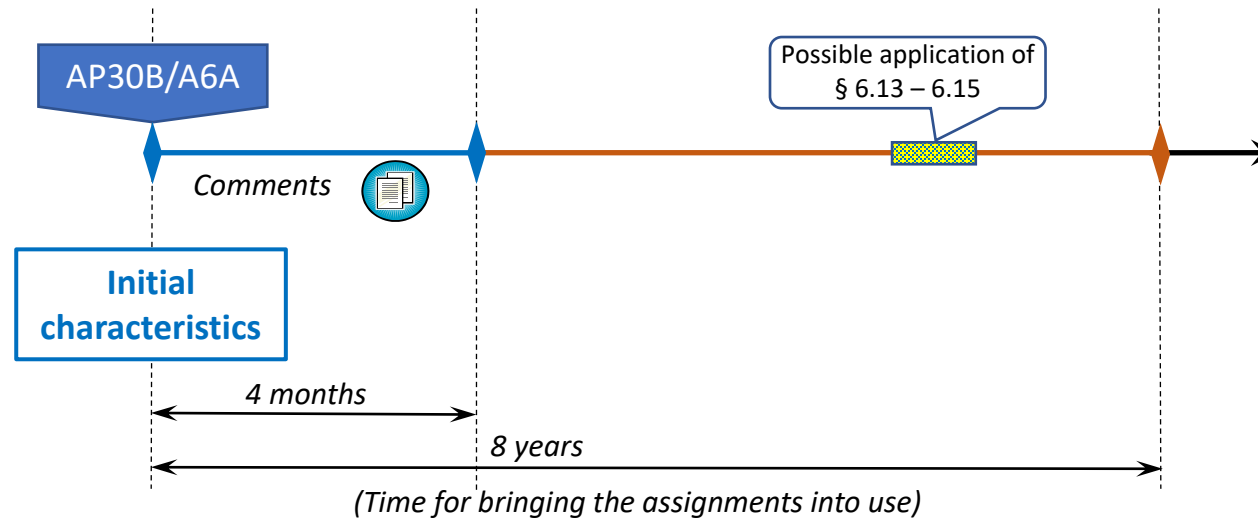 AP30B/A6A
Possible application of
§ 6.13 – 6.15
Comments
Initial
characteristics
4 months
8 years
(Time for bringing the assignments into use)